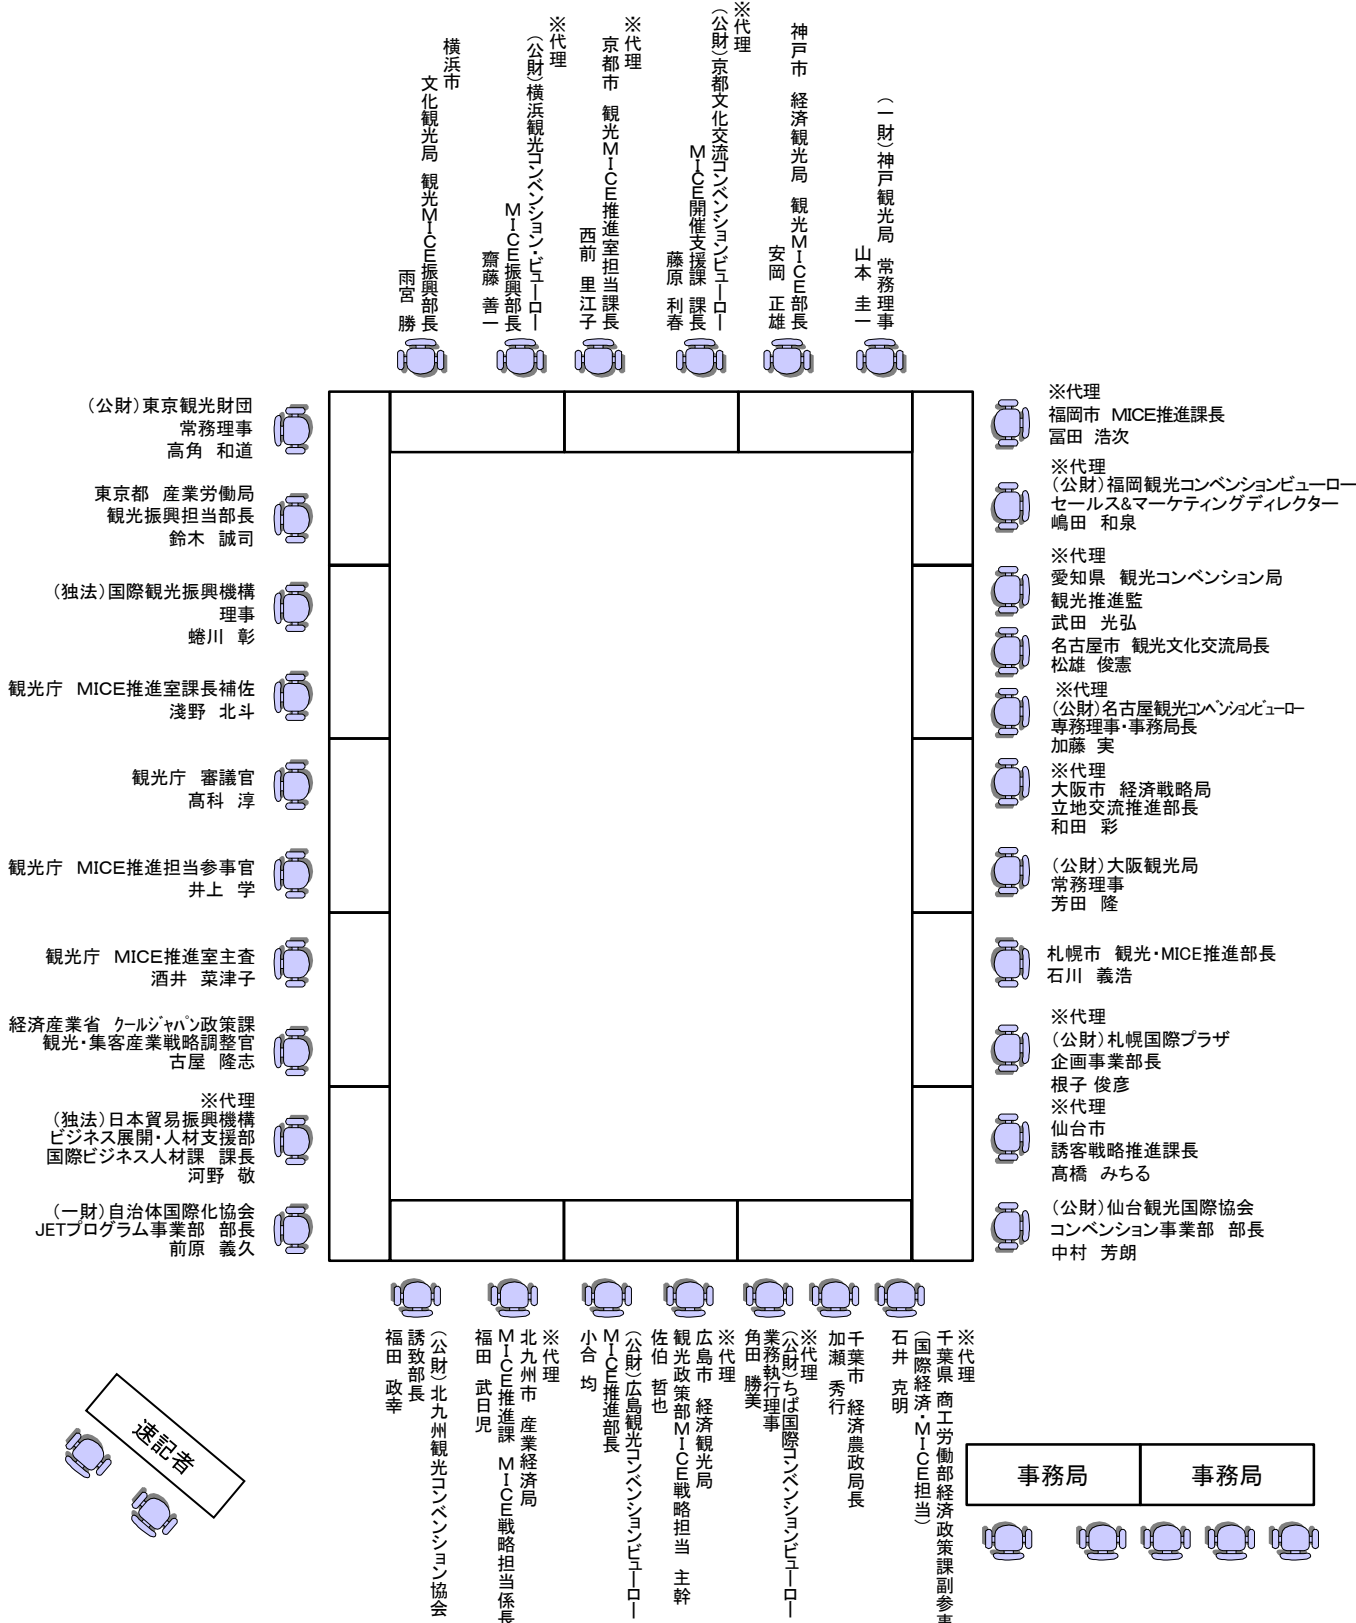 横浜市
文化観光局 観光MICE振興部長
雨宮 勝
※代理
(公財)横浜観光コンベンション・ビューロー
MICE振興部長
齋藤 善一
※代理
京都市 観光MICE推進室担当課長
西前 里江子
※代理
(公財)京都文化交流コンベンションビューロー
MICE開催支援課 課長
藤原 利春
神戸市 経済観光局 観光MICE部長
安岡 正雄
(一財)神戸観光局 常務理事
山本 圭一
(公財)東京観光財団
常務理事
高角 和道
東京都 産業労働局
観光振興担当部長
鈴木 誠司
(独法)国際観光振興機構
理事
蜷川 彰
観光庁 MICE推進室課長補佐
淺野 北斗
観光庁 審議官
髙科 淳
観光庁 MICE推進担当参事官
井上 学
観光庁 MICE推進室主査
酒井 菜津子
経済産業省 クールジャパン政策課
観光・集客産業戦略調整官
古屋 隆志
※代理
(独法)日本貿易振興機構
ビジネス展開・人材支援部
国際ビジネス人材課 課長
河野 敬
(一財)自治体国際化協会
JETプログラム事業部 部長
前原 義久
※代理
福岡市 MICE推進課長
冨田 浩次
※代理
(公財)福岡観光コンベンションビューロー
セールス&マーケティングディレクター
嶋田 和泉
※代理
愛知県 観光コンベンション局
観光推進監
武田 光弘
名古屋市 観光文化交流局長
松雄 俊憲
※代理
(公財)名古屋観光コンベンションビューロー
専務理事・事務局長
加藤 実
※代理
大阪市 経済戦略局
立地交流推進部長
和田 彩
(公財)大阪観光局
常務理事
芳田 隆
札幌市 観光・MICE推進部長
石川 義浩
※代理
(公財)札幌国際プラザ
企画事業部長
根子 俊彦
※代理
仙台市
誘客戦略推進課長
髙橋 みちる
(公財)仙台観光国際協会
コンベンション事業部 部長
中村 芳朗
(公財)北九州観光コンベンション協会
誘致部長
福田 政幸
※代理
北九州市 産業経済局
MICE推進課 MICE戦略担当係長
福田 武日児
(公財)広島観光コンベンションビューロー
MICE推進部長
小合 均
※代理
広島市 経済観光局
観光政策部MICE戦略担当 主幹
佐伯 哲也
※代理
(公財)ちば国際コンベンションビューロー
業務執行理事
角田 勝美
千葉市 経済農政局長
加瀬 秀行
※代理
千葉県 商工労働部経済政策課副参事
(国際経済・MICE担当)
石井 克明
速記者
事務局
事務局